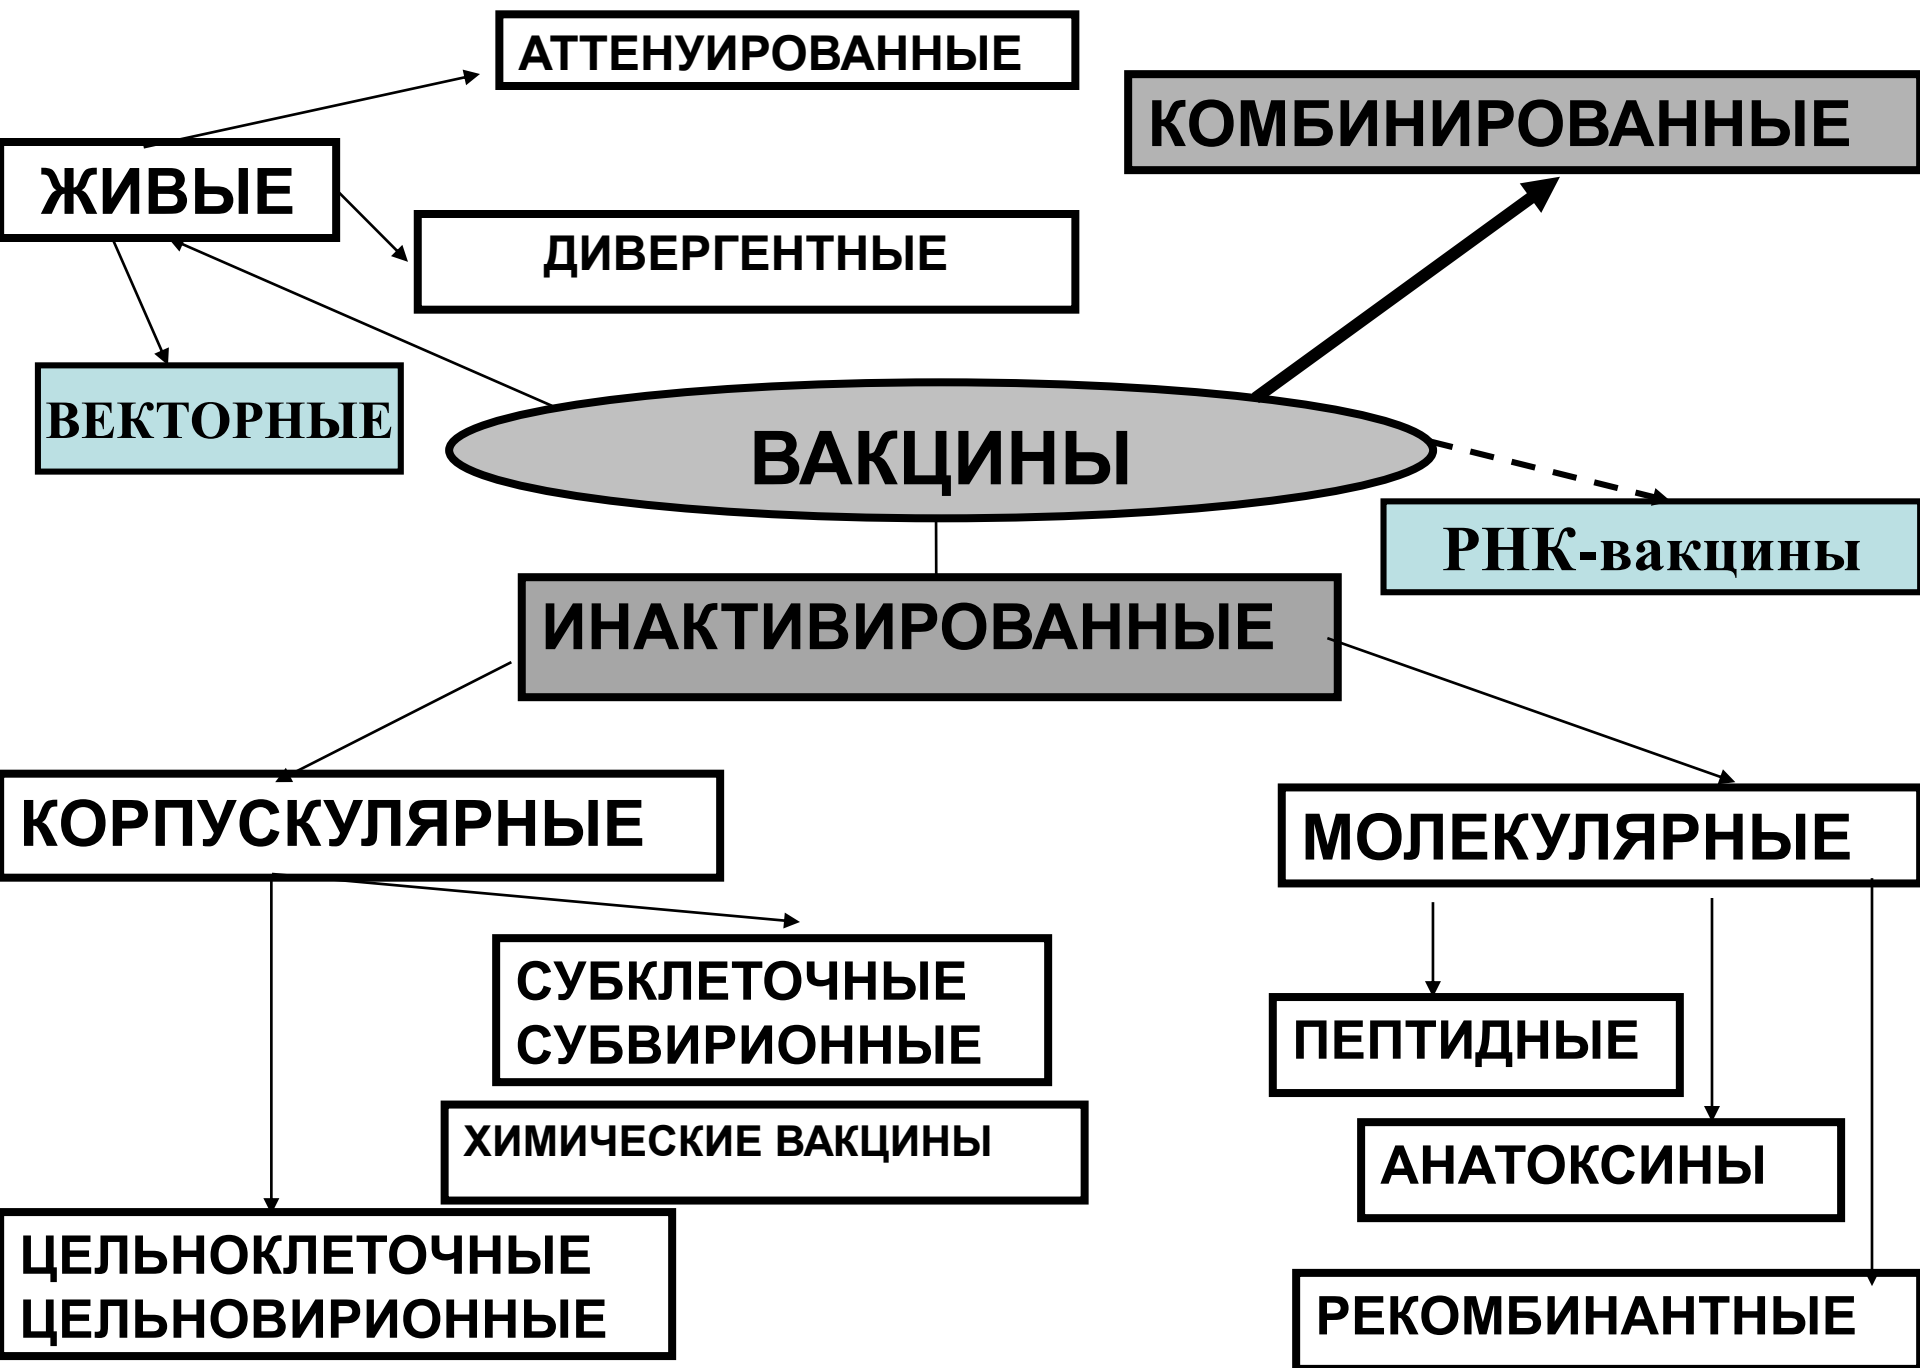 АТТЕНУИРОВАННЫЕ
КОМБИНИРОВАННЫЕ
ЖИВЫЕ
ДИВЕРГЕНТНЫЕ
ВЕКТОРНЫЕ
ВАКЦИНЫ
РНК-вакцины
ИНАКТИВИРОВАННЫЕ
КОРПУСКУЛЯРНЫЕ
МОЛЕКУЛЯРНЫЕ
СУБКЛЕТОЧНЫЕ
СУБВИРИОННЫЕ
ПЕПТИДНЫЕ
ХИМИЧЕСКИЕ ВАКЦИНЫ
АНАТОКСИНЫ
ЦЕЛЬНОКЛЕТОЧНЫЕ
ЦЕЛЬНОВИРИОННЫЕ
РЕКОМБИНАНТНЫЕ